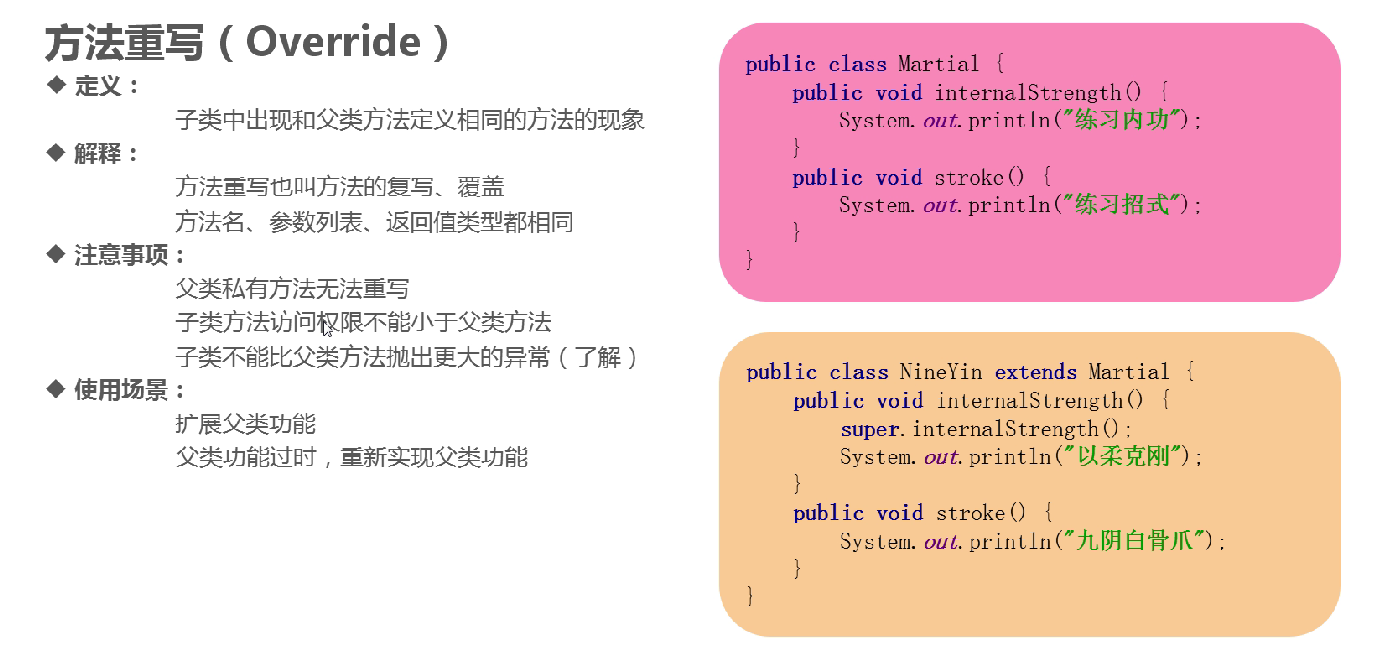 方法重写（Override）
◆ 定义：
子类中出现和父类方法定义相同的方法的现象
◆ 解释：
方法重写也叫方法的复写、覆盖
方法名、参数列表、返回值类型都相同
◆ 注意事项：
父类私有方法无法重写
子类方法访问权限不能小于父类方法
子类不能比父类方法抛出更大的异常（了解）
◆ 使用场景：
扩展父类功能
父类功能过时，重新实现父类功能
public class Martial {
    public void internalStrength() {
        System.out.println("练习内功");
    }
    public void stroke() {
        System.out.println("练习招式");
    }
}
public class NineYin extends Martial {
    public void internalStrength() {
        super.internalStrength();
        System.out.println("以柔克刚");
    }
    public void stroke() {
        System.out.println("九阴白骨爪");
    }
}